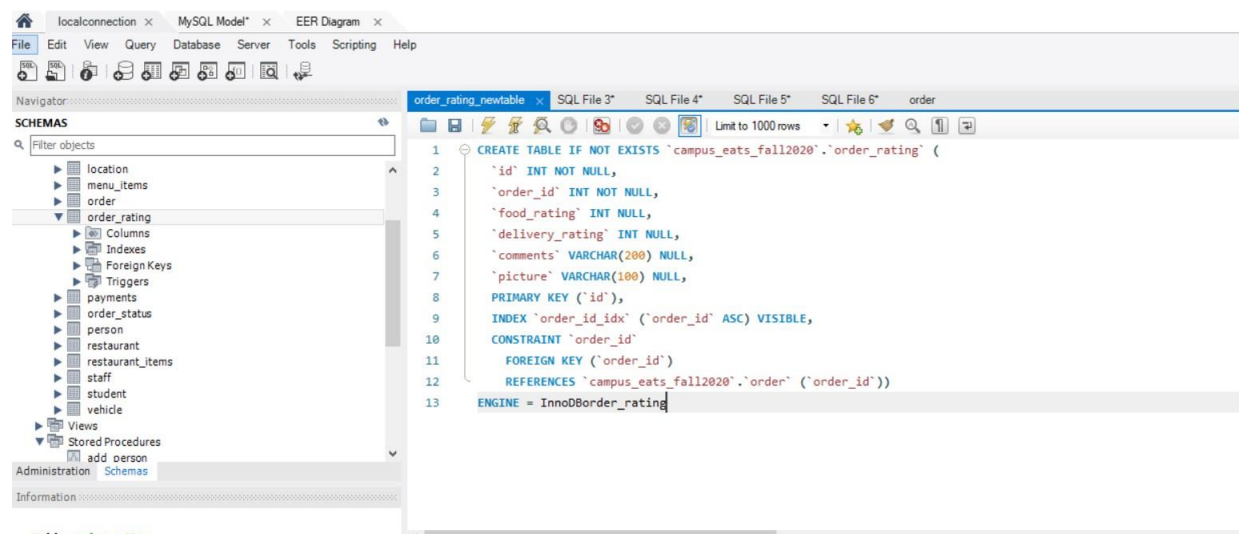 localconnection × MySQL Model* × EER Diagram ×
File Edit View Query Database Server Tools Scripting Help
Navigator
SCHEMAS
Filter objects
location
menu_items
order
order_rating
Columns
Indexes
Foreign Keys
Triggers
payments
order_status
person
restaurant
restaurant_items
staff
student
vehicle
Views
Stored Procedures
add_person
Administration Schemas
Information
order_rating_newtable × SQL File 3* SQL File 4* SQL File 5* SQL File 6* order
Limit to 1000 rows
1 CREATE TABLE IF NOT EXISTS `campus_eats_fall2020`.`order_rating` (
2 `id` INT NOT NULL,
3 `order_id` INT NOT NULL,
4 `food_rating` INT NULL,
5 `delivery_rating` INT NULL,
6 `comments` VARCHAR(200) NULL,
7 `picture` VARCHAR(100) NULL,
8 PRIMARY KEY (`id`),
9 INDEX `order_id_idx` (`order_id` ASC) VISIBLE,
10 CONSTRAINT `order_id`
11 FOREIGN KEY (`order_id`)
12 REFERENCES `campus_eats_fall2020`.`order` (`order_id`))
13 ENGINE = InnoDBorder_rating